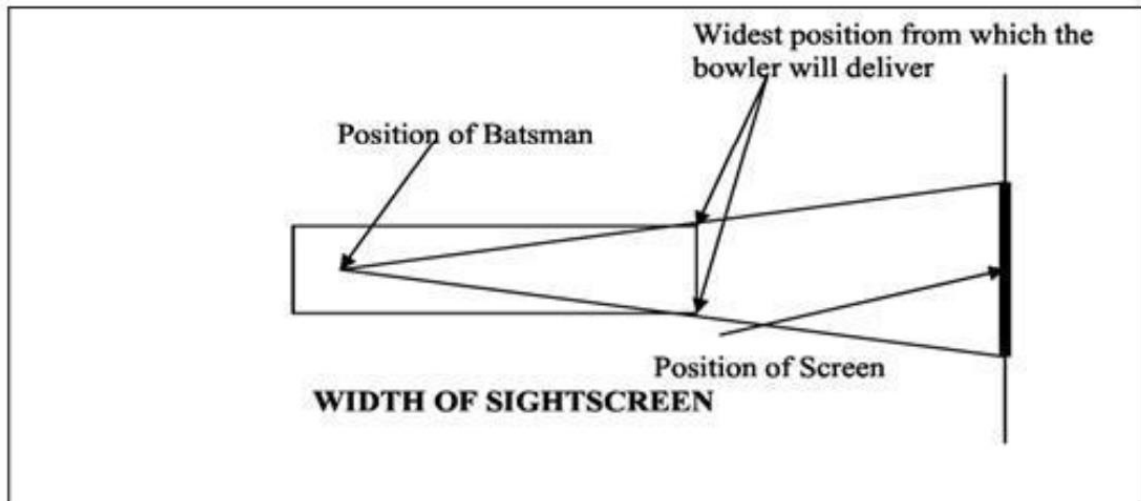 Widest position from which the
bowler will deliver
Position of Batsman
Position of Screen
WIDTH OF SIGHTSCREEN